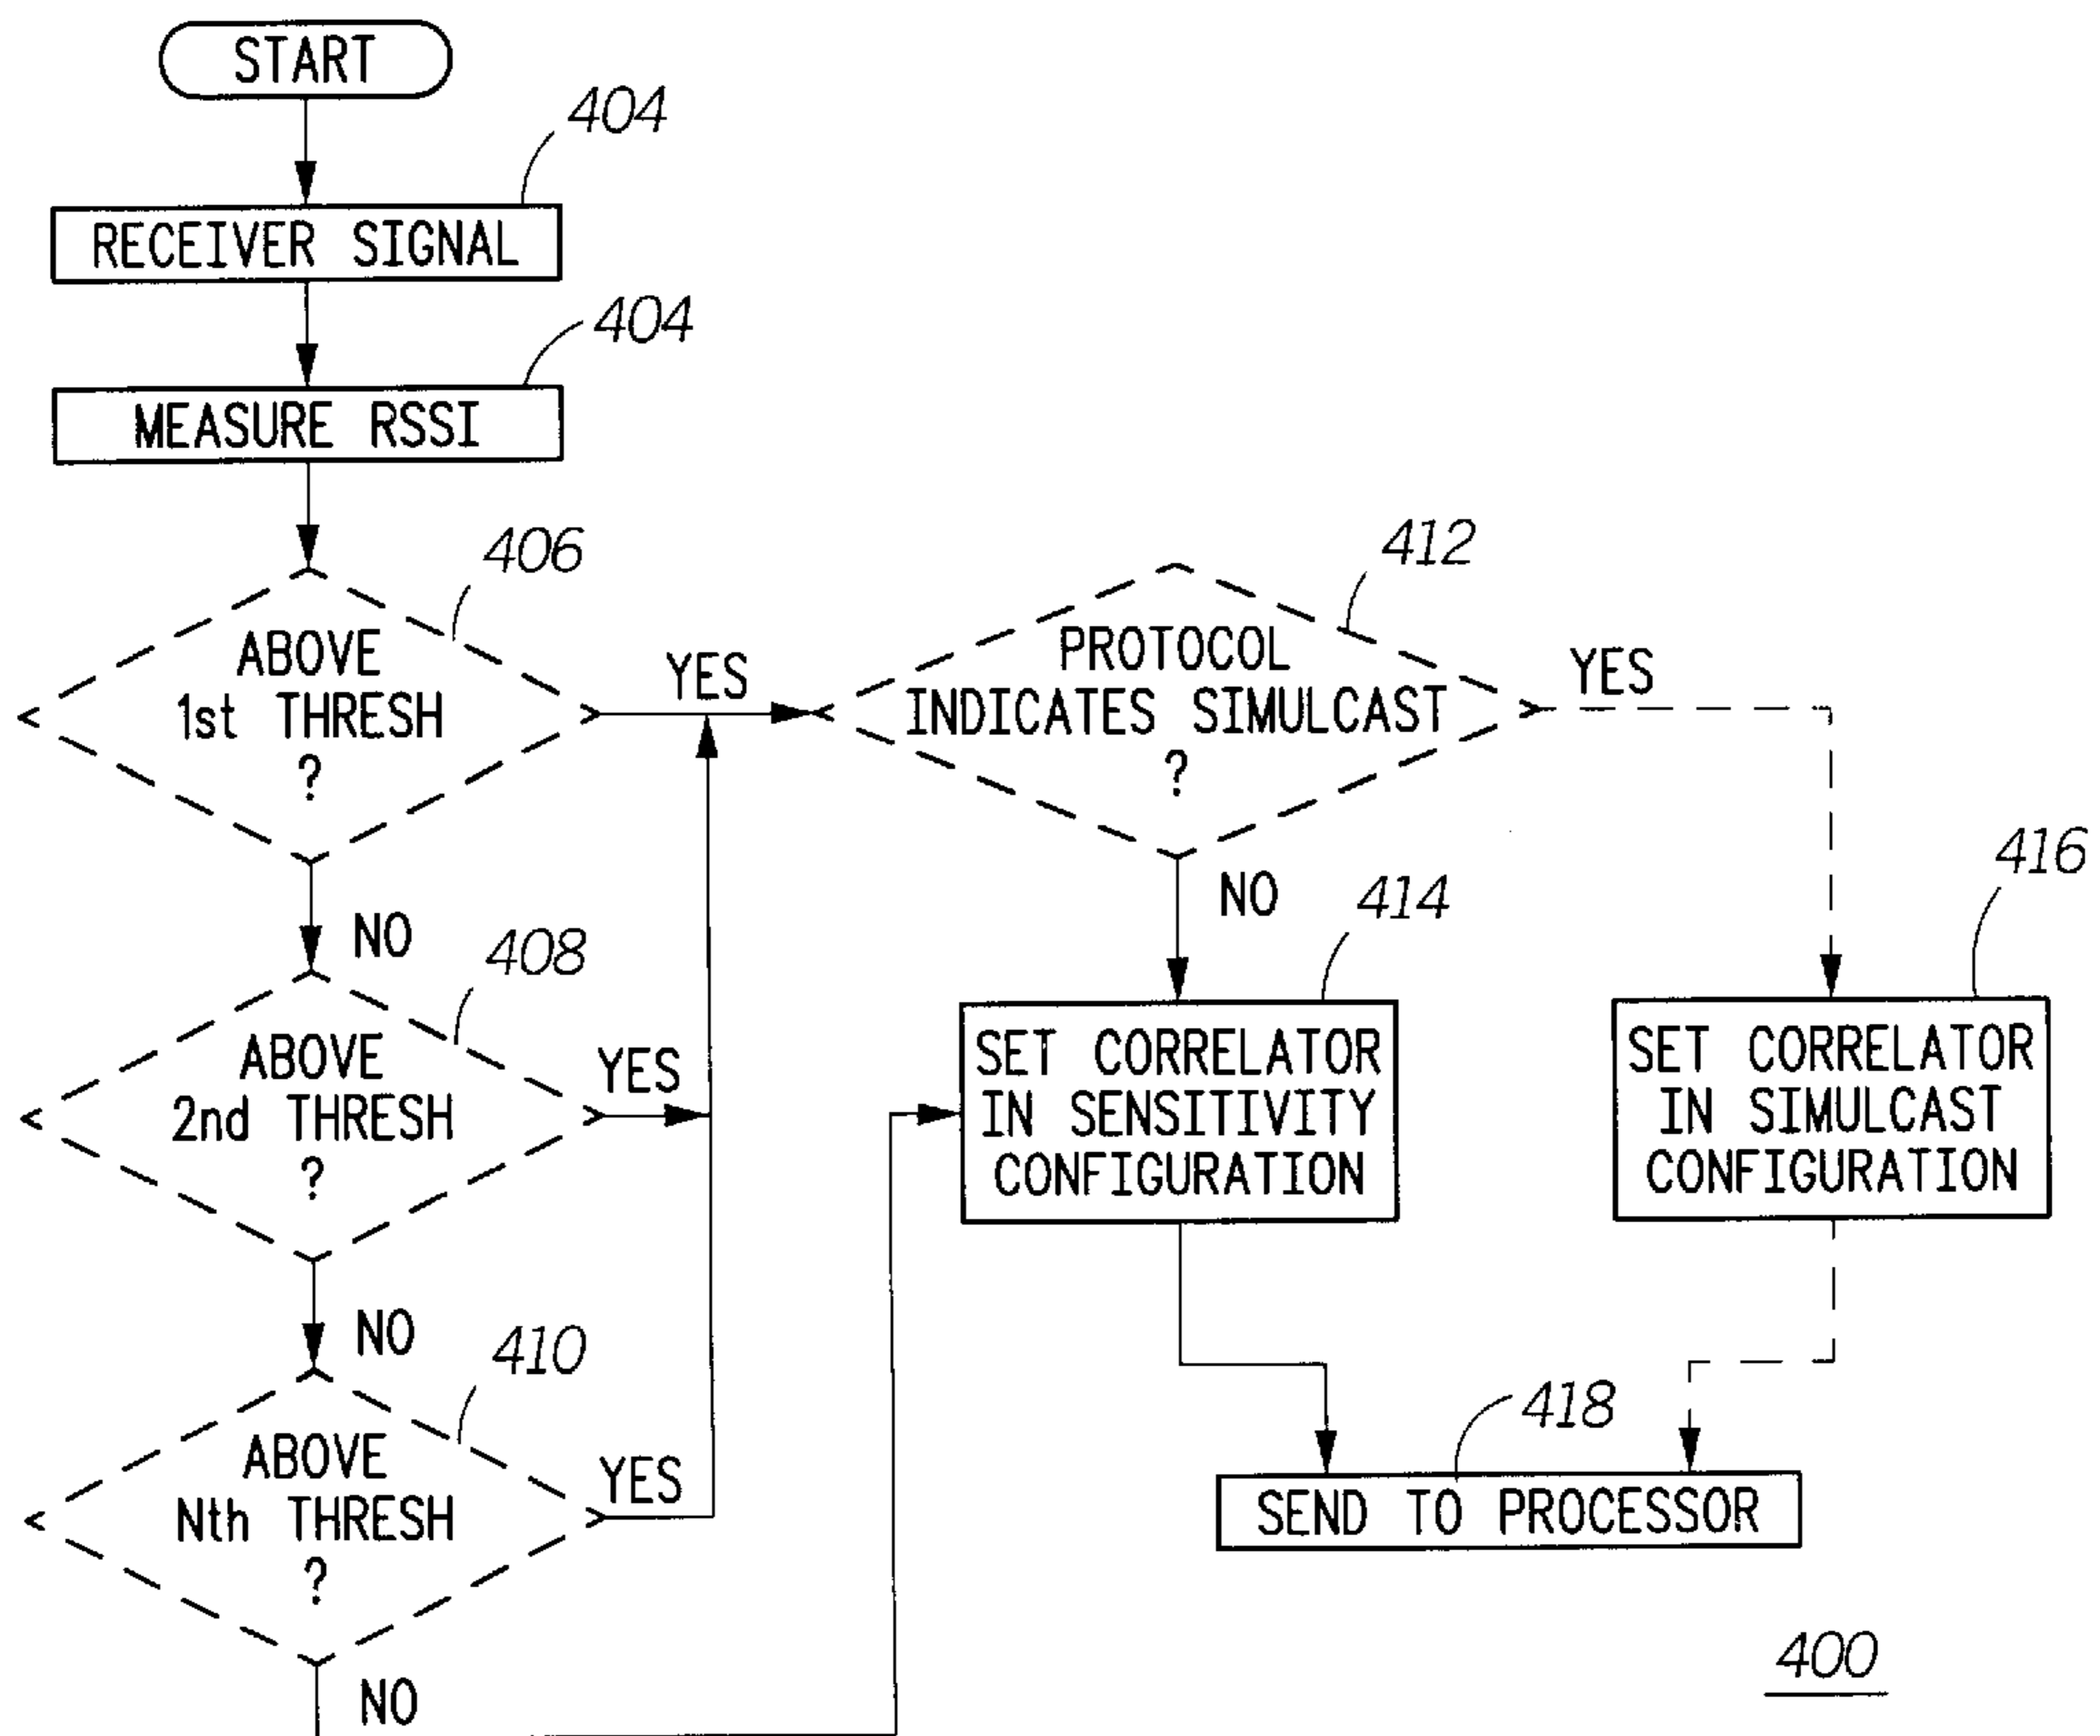 START
404
RECEIVER SIGNAL
404
MEASURE RSSI
406
ABOVE
1st THRESH
?
YES
NO
412
PROTOCOL
INDICATES SIMULCAST
?
YES
NO
408
ABOVE
2nd THRESH
?
YES
NO
414
SET CORRELATOR
IN SENSITIVITY
CONFIGURATION
416
SET CORRELATOR
IN SIMULCAST
CONFIGURATION
410
ABOVE
Nth THRESH
?
YES
NO
418
SEND TO PROCESSOR
400